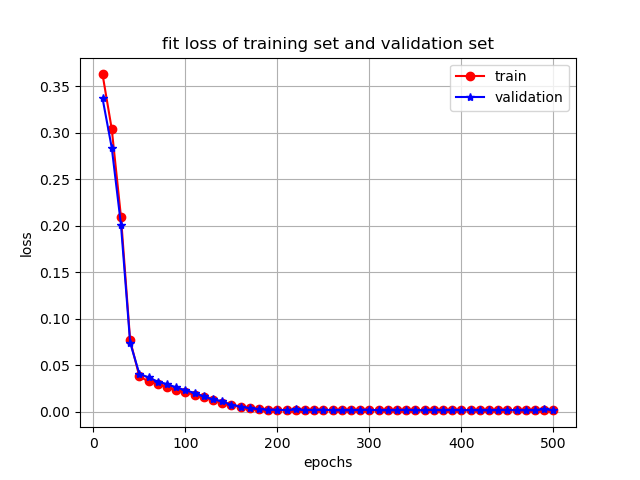 fit loss of training set and validation set
train
validation
0.35
0.30
0.25
0.20
0.15
0.10
0.05
0.00
loss
0
100
200
300
400
500
epochs